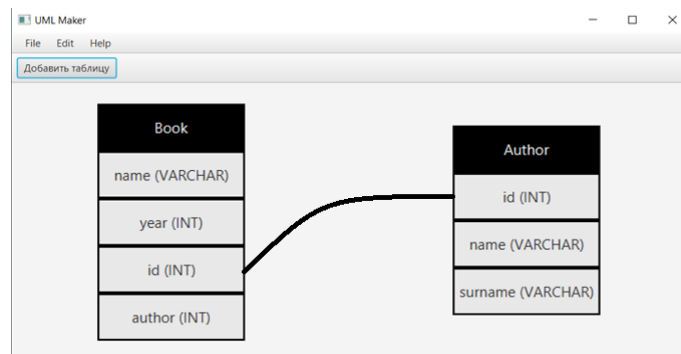 UML Maker
File Edit Help
Добавить таблицу
Book
name (VARCHAR)
year (INT)
id (INT)
author (INT)
Author
id (INT)
name (VARCHAR)
surname (VARCHAR)